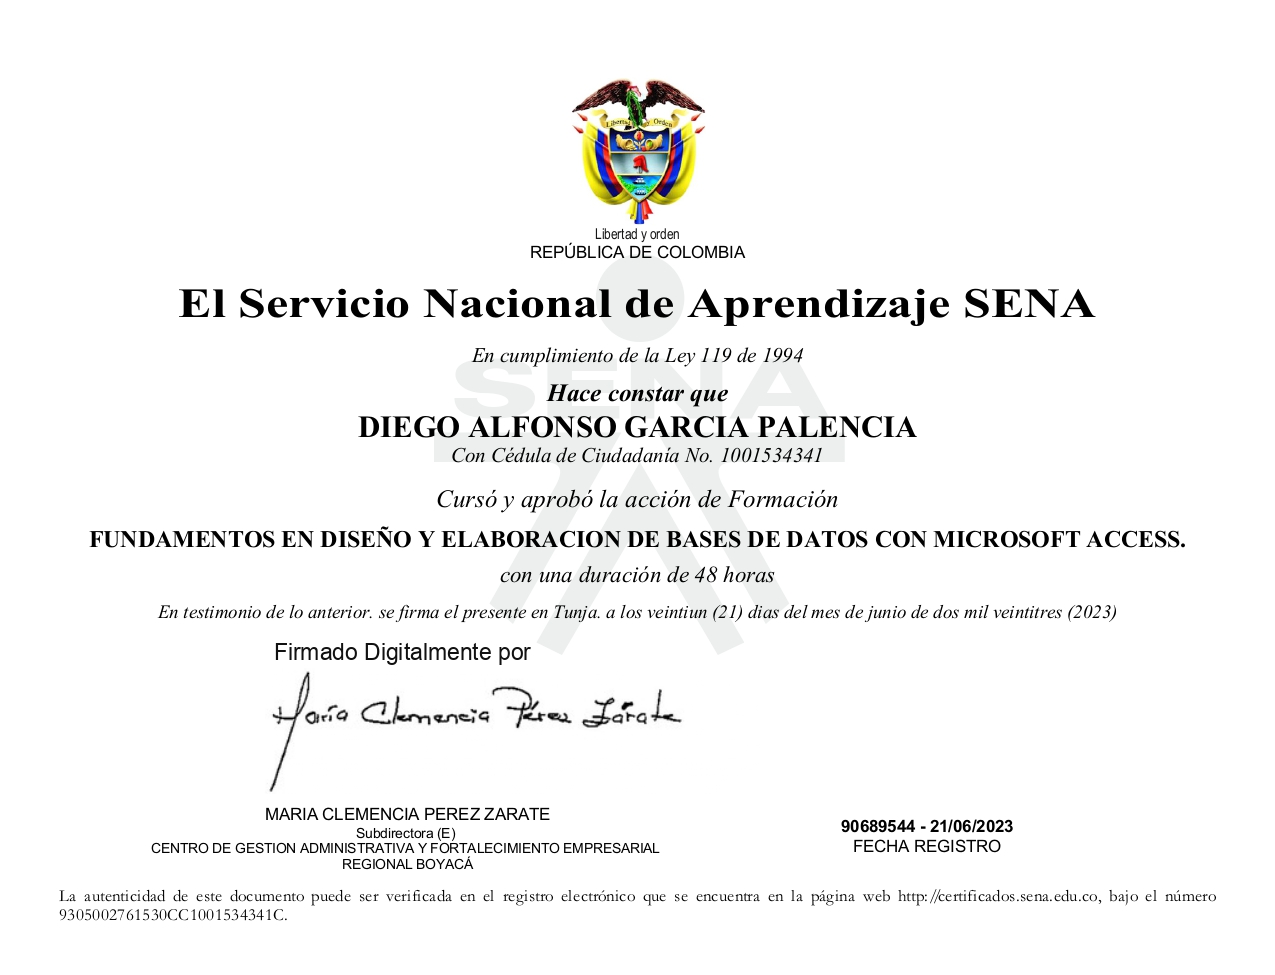 Libertad y Orden
Libertad y orden
REPÚBLICA DE COLOMBIA
El Servicio Nacional de Aprendizaje SENA
En cumplimiento de la Ley 119 de 1994
SENA
Hace constar que
DIEGO ALFONSO GARCIA PALENCIA
Con Cédula de Ciudadanía No. 1001534341
Cursó y aprobó la acción de Formación
FUNDAMENTOS EN DISEÑO Y ELABORACION DE BASES DE DATOS CON MICROSOFT ACCESS.
con una duración de 48 horas
En testimonio de lo anterior. se firma el presente en Tunja. a los veintiun (21) dias del mes de junio de dos mil veintitres (2023)
Firmado Digitalmente por
María Clemencia Pérez Zárate
MARIA CLEMENCIA PEREZ ZARATE
Subdirectora (E)
CENTRO DE GESTION ADMINISTRATIVA Y FORTALECIMIENTO EMPRESARIAL
REGIONAL BOYACÁ
90689544 - 21/06/2023
FECHA REGISTRO
La autenticidad de este documento puede ser verificada en el registro electrónico que se encuentra en la página web http://certificados.sena.edu.co, bajo el número
9305002761530CC1001534341C.